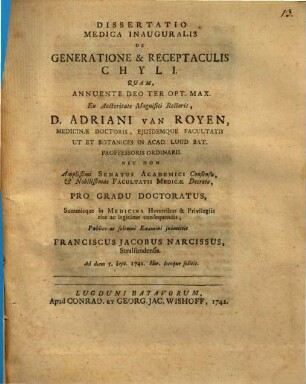 13.
DISSERTATIO
MEDICA INAUGURALIS
DE
GENERATIONE & RECEPTACULIS
CHYLI.
QUAM,
ANNUENTE DEO TER OPT. MAX.
Ex Auctoritate Magnifici Rectoris,
D. ADRIANI VAN ROYEN,
MEDICINÆ DOCTORIS, EJUSDEMQUE FACULTATIS
UT ET BOTANICES IN ACAD. LUGD BAT.
PROFESSORIS ORDINARII.
NEC NON
Amplissimi SENATUS ACADEMICI Consensu,
& Nobilissimæ FACULTATIS MEDICÆ Decreto,
PRO GRADU DOCTORATUS,
Summisque in MEDICINA Honoribus & Privilegiis
rite ac legitime consequendis,
Publico ac solemni Examini submittit
FRANCISCUS JACOBUS NARCISSUS,
Stralsundensis.
Ad diem 5. Sept. 1742. Hor. locoque solitis.
LUGDUNI BATAVORUM,
Apud CONRAD. ET GEORG. JAC. WISHOFF, 1742.